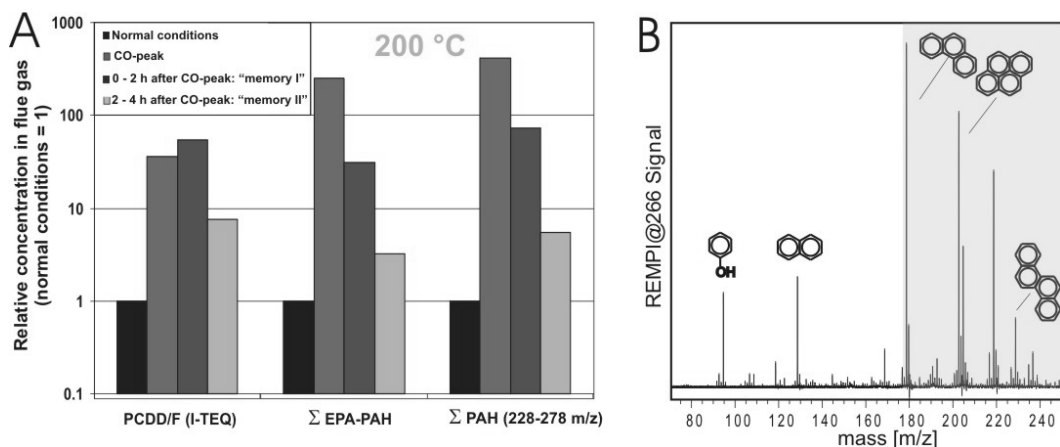 A
Relative concentration in flue gas
(normal conditions = 1)
1000
100
10
1
0.1
Normal conditions
CO-peak
0 - 2 h after CO-peak: “memory I”
2 - 4 h after CO-peak: “memory II”
200 °C
PCDD/F (I-TEQ)
Σ EPA-PAH
Σ PAH (228-278 m/z)
B
REMPI@266 Signal
OH
80 100 120 140 160 180 200 220 240
mass [m/z]